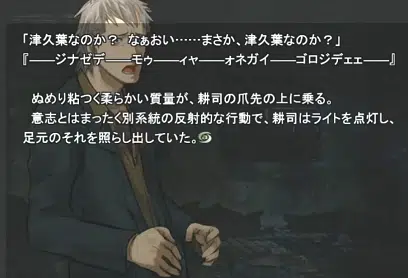 「津久葉なのか？　なぁおい……まさか、津久葉なのか？」
『――ジナゼデ――モゥ――ィャ――ォネガイ――ゴロジデェェ――』
ぬめり粘つく柔らかい質量が、耕司の爪先の上に乗る。
意志とはまったく別系統の反射的な行動で、耕司はライトを点灯し、
足元のそれを照らし出していた。